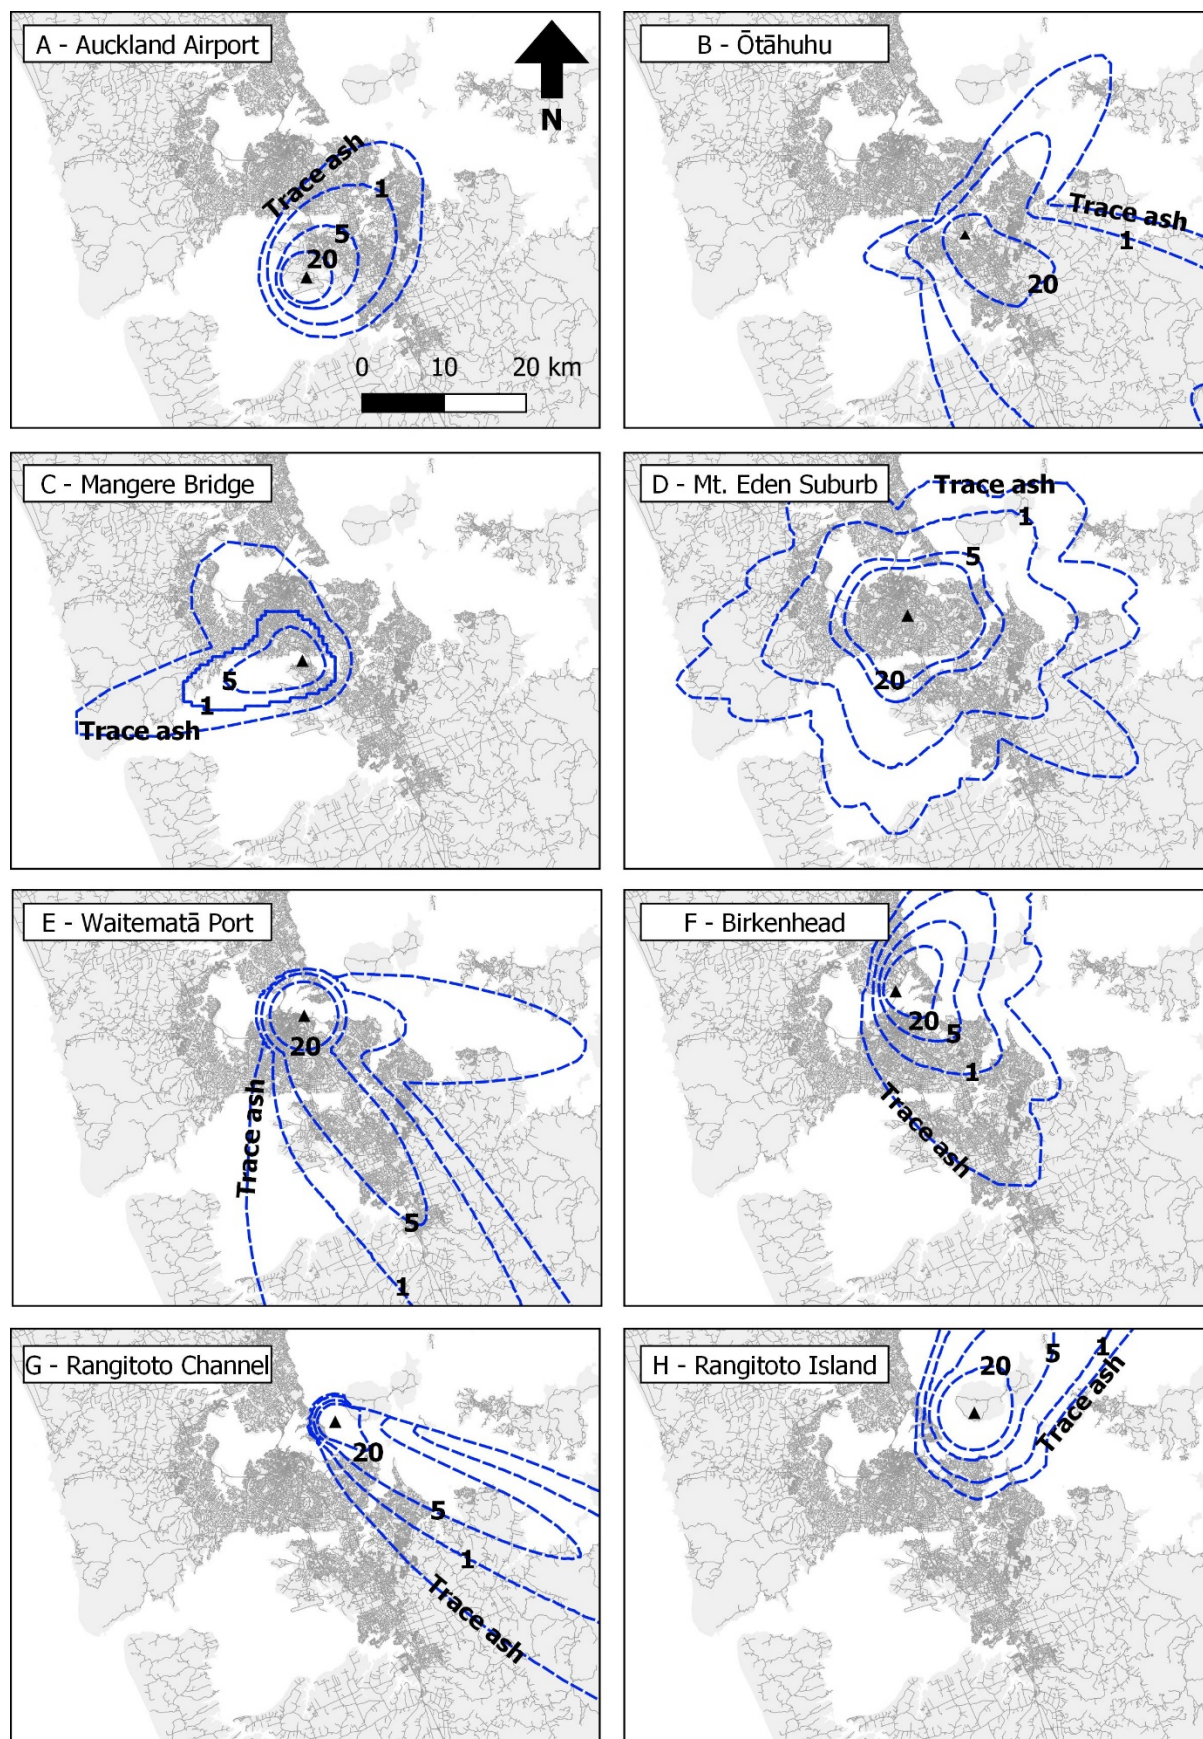 A - Auckland Airport
N
Trace ash
1
5
20
0 10 20 km
B - Ōtāhuhu
Trace ash
1
20
C - Mangere Bridge
5
1
Trace ash
D - Mt. Eden Suburb
Trace ash
1
5
20
E - Waitematā Port
20
Trace ash
5
1
F - Birkenhead
20
5
1
Trace ash
G - Rangitoto Channel
20
5
1
Trace ash
H - Rangitoto Island
20
5
1
Trace ash